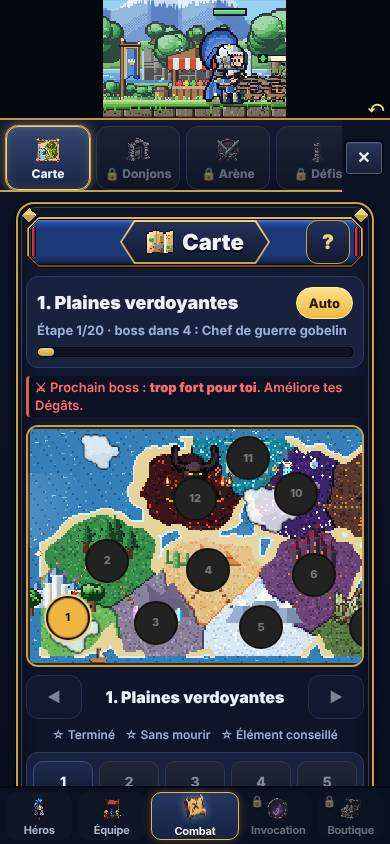 Carte
Donjons
Arène
Défis
×
Carte
?
1. Plaines verdoyantes
Auto
Étape 1/20 · boss dans 4 : Chef de guerre gobelin
⚔ Prochain boss : trop fort pour toi. Améliore tes
Dégâts.
11
12
10
2
4
6
1
3
5
◀
1. Plaines verdoyantes
▶
☆ Terminé ☆ Sans mourir ☆ Élément conseillé
1 2 3 4 5
Héros
Équipe
Combat
Invocation
Boutique